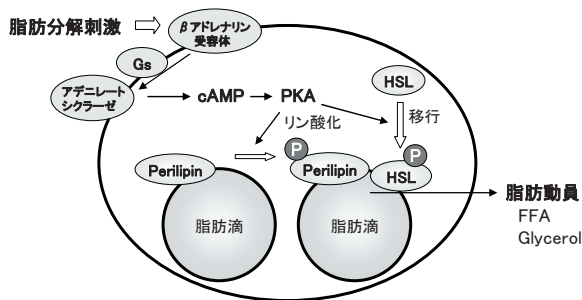 脂肪分解刺激
βアドレナリン
受容体
Gs
アデニレート
シクラーゼ
cAMP
PKA
HSL
リン酸化
移行
P
P
Perilipin
Perilipin
HSL
脂肪滴
脂肪滴
脂肪動員
FFA
Glycerol